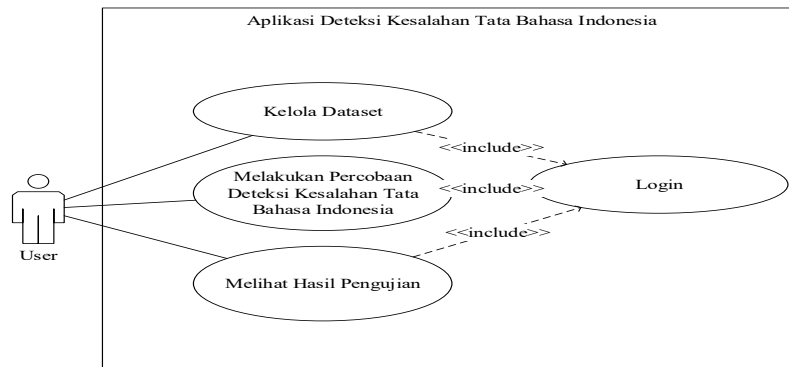 Aplikasi Deteksi Kesalahan Tata Bahasa Indonesia
Kelola Dataset
<<include>>
Melakukan Percobaan
Deteksi Kesalahan Tata
Bahasa Indonesia
<<include>>
Login
<<include>>
User
Melihat Hasil Pengujian